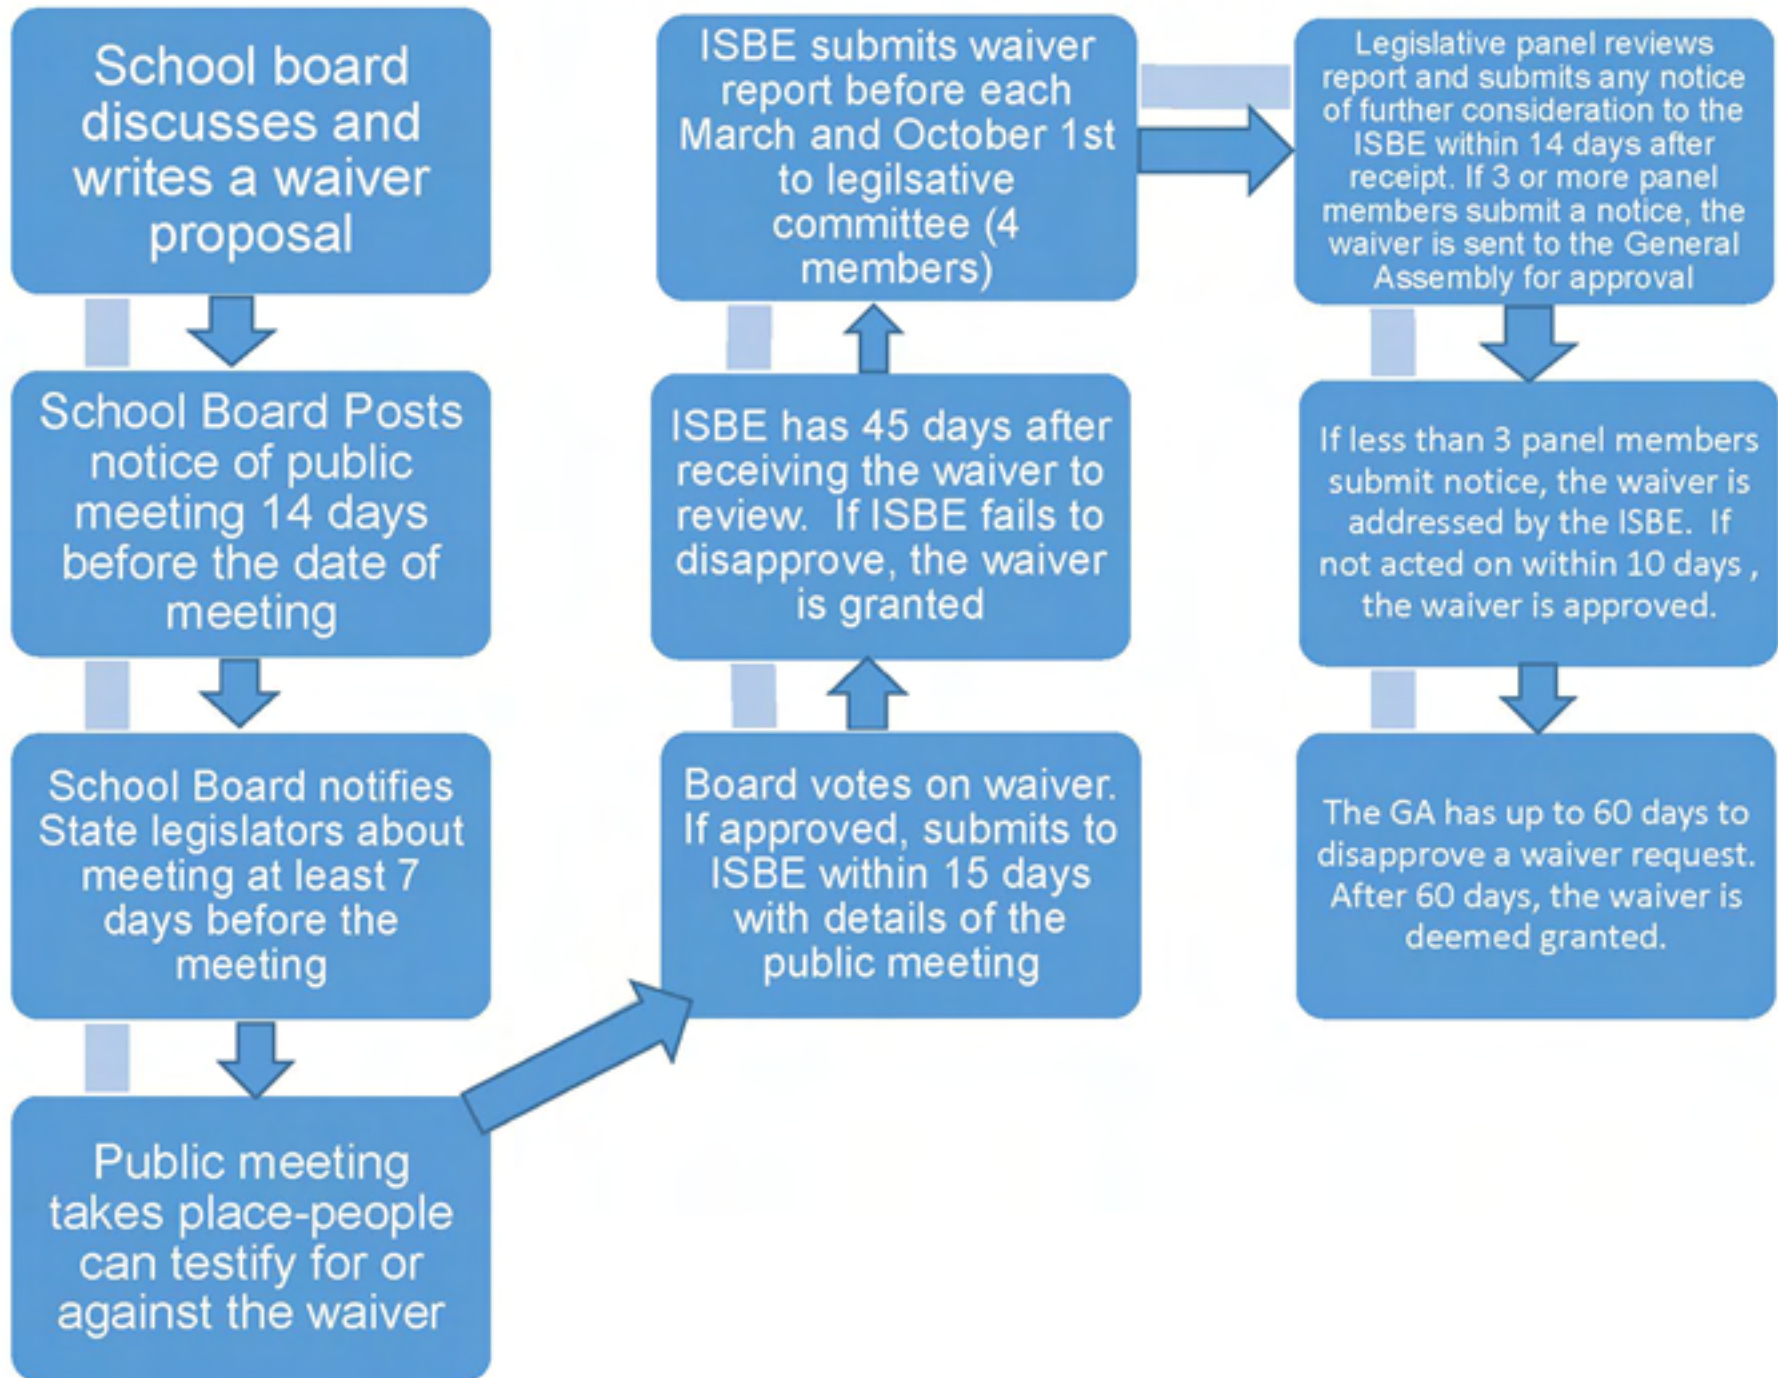 School board
discusses and
writes a waiver
proposal
School Board Posts
notice of public
meeting 14 days
before the date of
meeting
School Board notifies
State legislators about
meeting at least 7
days before the
meeting
Public meeting
takes place-people
can testify for or
against the waiver
Board votes on waiver.
If approved, submits to
ISBE within 15 days
with details of the
public meeting
ISBE has 45 days after
receiving the waiver to
review. If ISBE fails to
disapprove, the waiver
is granted
ISBE submits waiver
report before each
March and October 1st
to legilsative
committee (4
members)
Legislative panel reviews
report and submits any notice
of further consideration to the
ISBE within 14 days after
receipt. If 3 or more panel
members submit a notice, the
waiver is sent to the General
Assembly for approval
If less than 3 panel members
submit notice, the waiver is
addressed by the ISBE. If
not acted on within 10 days ,
the waiver is approved.
The GA has up to 60 days to
disapprove a waiver request.
After 60 days, the waiver is
deemed granted.